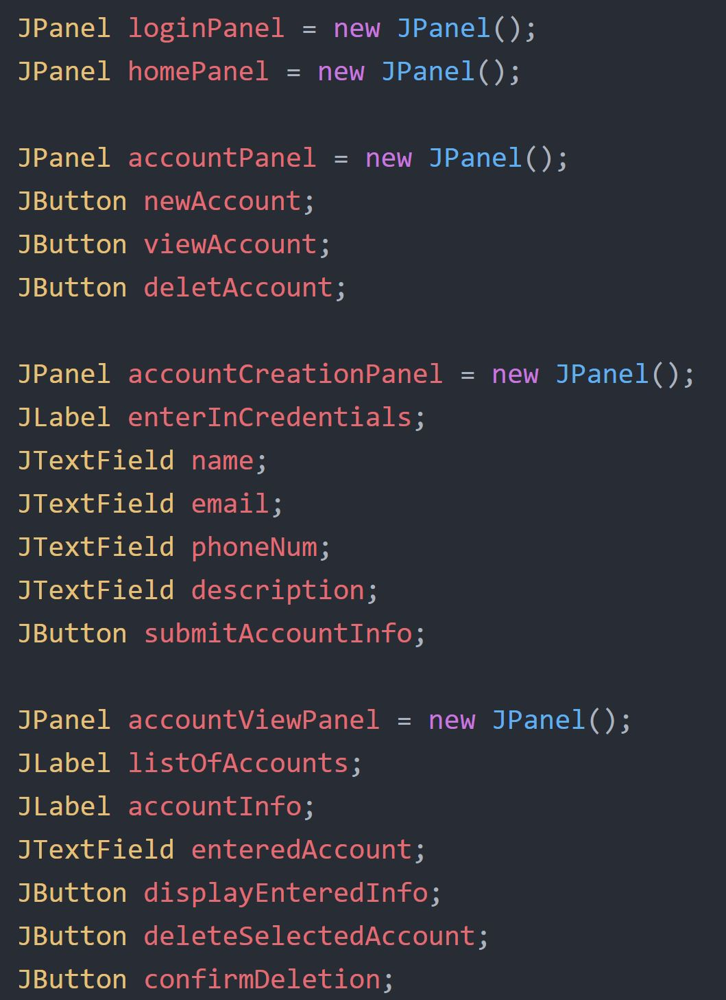 JPanel loginPanel = new JPanel();
JPanel homePanel = new JPanel();
JPanel accountPanel = new JPanel();
JButton newAccount;
JButton viewAccount;
JButton deletAccount;
JPanel accountCreationPanel = new JPanel();
JLabel enterInCredentials;
JTextField name;
JTextField email;
JTextField phoneNum;
JTextField description;
JButton submitAccountInfo;
JPanel accountViewPanel = new JPanel();
JLabel listOfAccounts;
JLabel accountInfo;
JTextField enteredAccount;
JButton displayEnteredInfo;
JButton deleteSelectedAccount;
JButton confirmDeletion;